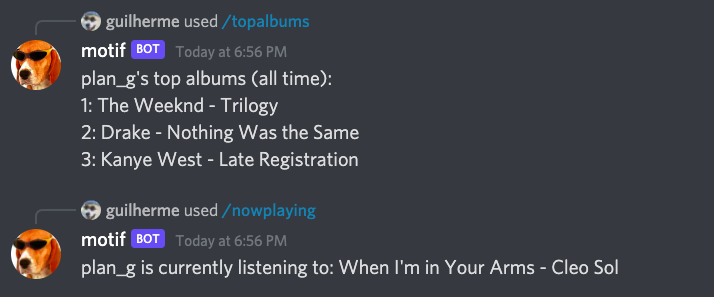 guilherme used /topalbums
motif BOT Today at 6:56 PM
plan_g's top albums (all time):
1: The Weeknd - Trilogy
2: Drake - Nothing Was the Same
3: Kanye West - Late Registration
guilherme used /nowplaying
motif BOT Today at 6:56 PM
plan_g is currently listening to: When I'm in Your Arms - Cleo Sol